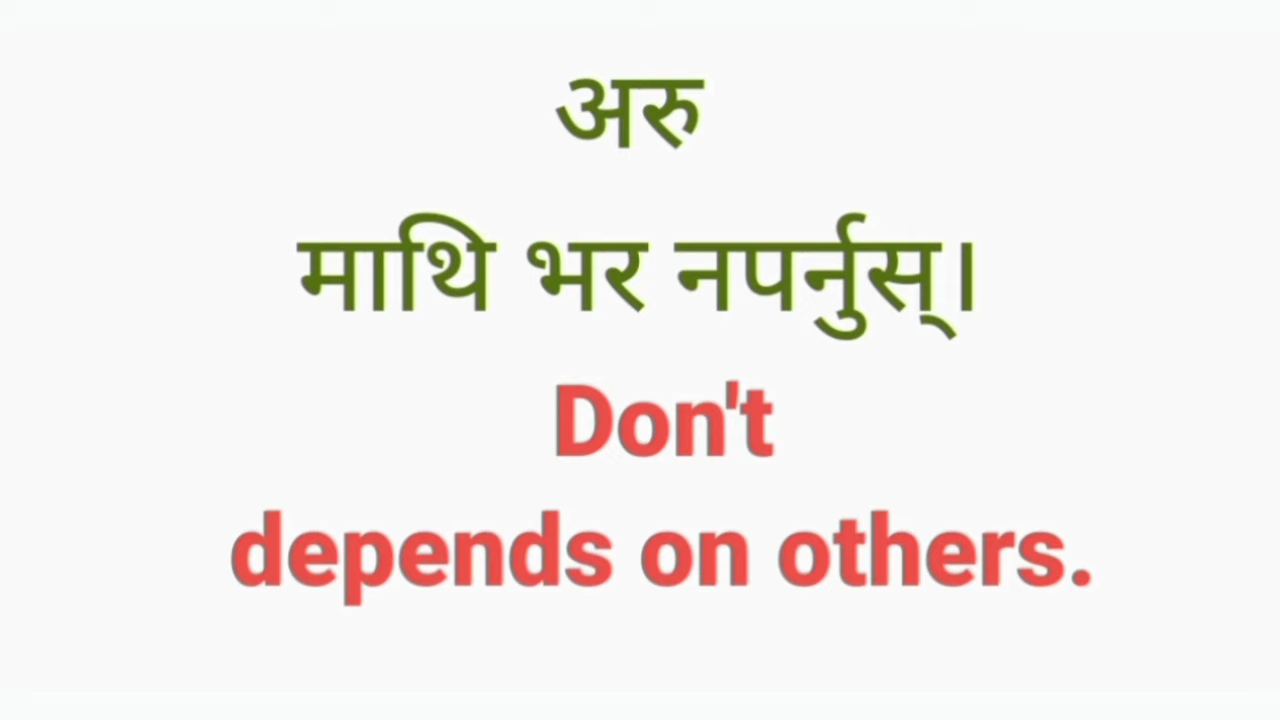 अरु
माथि भर नपर्नुस्।
Don't
depends on others.